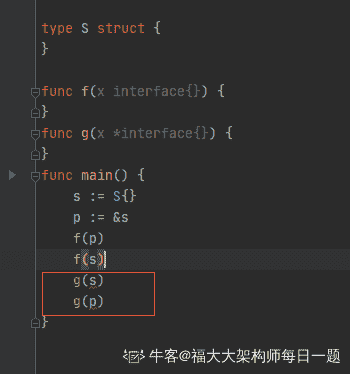 type S struct {
}
func f(x interface{}) {
}
func g(x *interface{}) {
}
func main() {
s := S{}
p := &s
f(p)
f(s)
g(s)
g(p)
}
牛客@福大大架构师每日一题